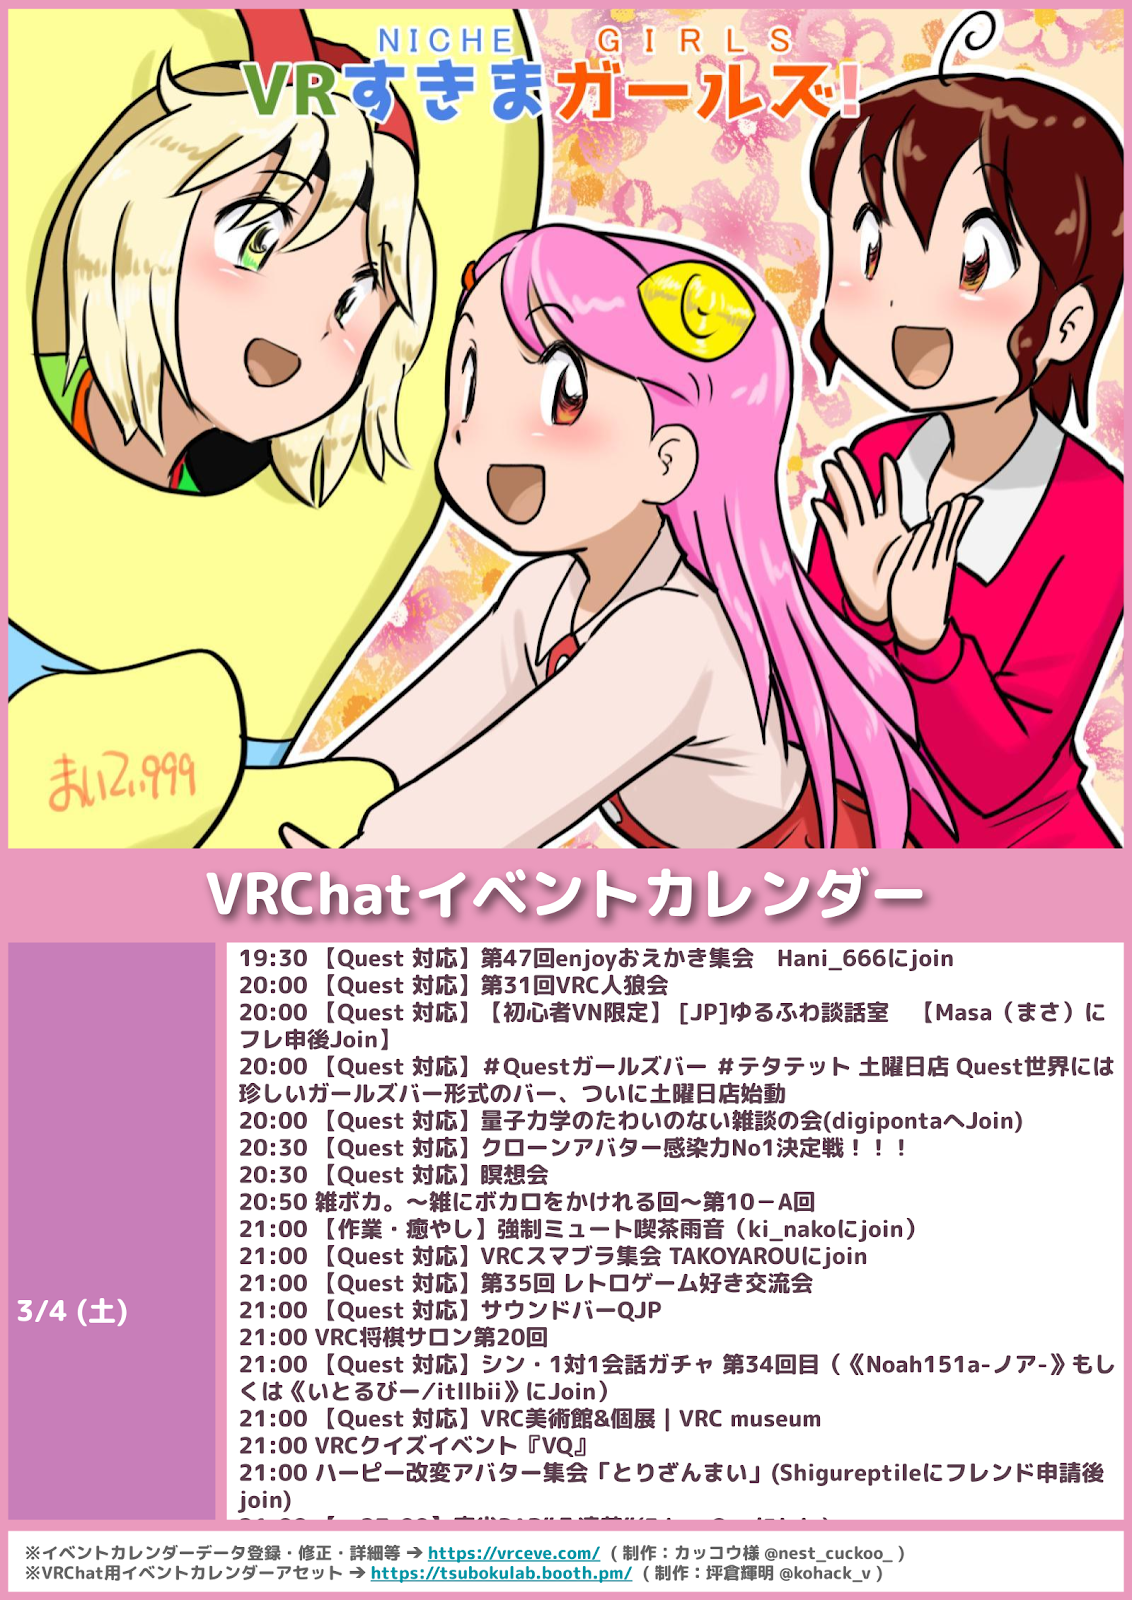 NICHE GIRLS
VRすきまガールズ!
まいてぃ999
VRChatイベントカレンダー
3/4 (土)
19:30 【Quest 対応】第47回enjoyおえかき集会　Hani_666にjoin
20:00 【Quest 対応】第31回VRC人狼会
20:00 【Quest 対応】【初心者VN限定】 [JP]ゆるふわ談話室　【Masa（まさ）に
フレ申後Join】
20:00 【Quest 対応】＃Questガールズバー ＃テタテット 土曜日店 Quest世界には
珍しいガールズバー形式のバー、ついに土曜日店始動
20:00 【Quest 対応】量子力学のたわいのない雑談の会(digipontaへJoin)
20:30 【Quest 対応】クローンアバター感染力No1決定戦！！！
20:30 【Quest 対応】瞑想会
20:50 雑ボカ。～雑にボカロをかけれる回～第10－A回
21:00 【作業・癒やし】強制ミュート喫茶雨音（ki_nakoにjoin）
21:00 【Quest 対応】VRCスマブラ集会 TAKOYAROUにjoin
21:00 【Quest 対応】第35回 レトロゲーム好き交流会
21:00 【Quest 対応】サウンドバーQJP
21:00 VRC将棋サロン第20回
21:00 【Quest 対応】シン・1対1会話ガチャ 第34回目（《Noah151a-ノア-》もし
くは《いとるびー/itllbii》にJoin）
21:00 【Quest 対応】VRC美術館&個展 | VRC museum
21:00 VRCクイズイベント『VQ』
21:00 ハーピー改変アバター集会「とりざんまい」(Shigureptileにフレンド申請後
join)
※イベントカレンダーデータ登録・修正・詳細等 ➔ https://vrceve.com/ （ 制作：カッコウ様 @nest_cuckoo_ ）
※VRChat用イベントカレンダーアセット ➔ https://tsubokulab.booth.pm/ （ 制作：坪倉輝明 @kohack_v ）